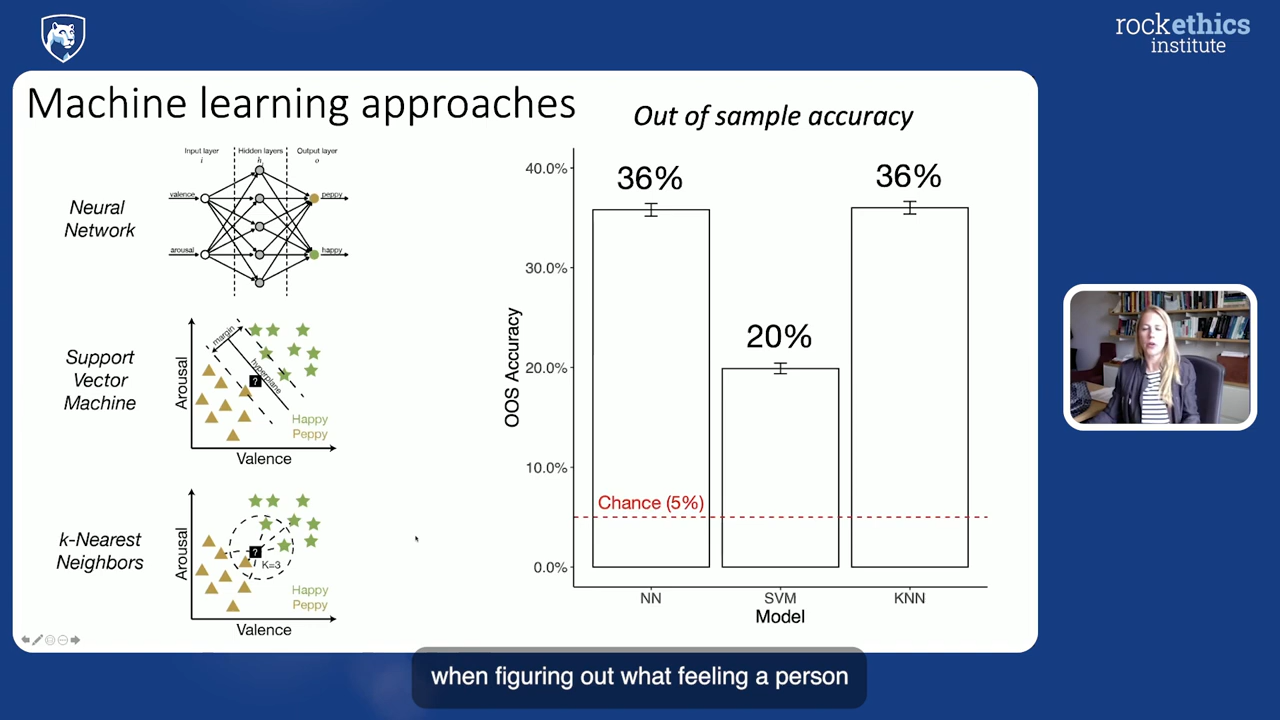 rockethics
institute
Machine learning approaches
Out of sample accuracy
Neural
Network
Input layer
i
Hidden layers
h
Output layer
o
valence
arousal
peppy
happy
Support
Vector
Machine
Arousal
margin
hyperplane
?
Happy
Peppy
Valence
k-Nearest
Neighbors
Arousal
?
K=3
Happy
Peppy
Valence
OOS Accuracy
40.0%
30.0%
20.0%
10.0%
0.0%
36%
20%
36%
Chance (5%)
NN
SVM
KNN
Model
when figuring out what feeling a person